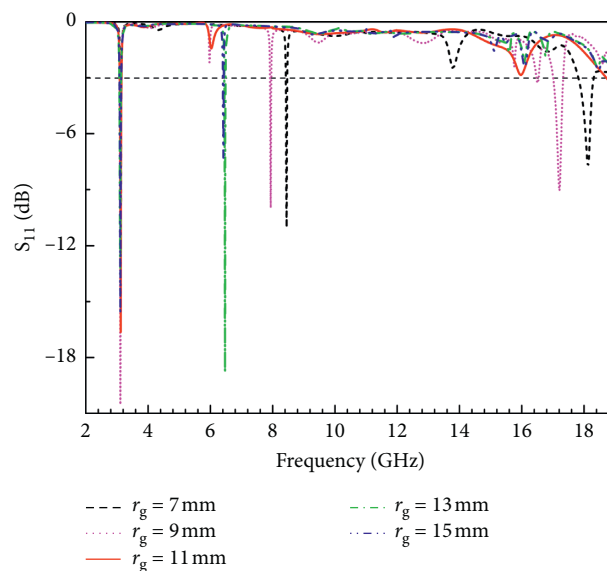 0
−6
−12
−18
S11 (dB)
2 4 6 8 10 12 14 16 18
Frequency (GHz)
rg = 7 mm
rg = 9 mm
rg = 11 mm
rg = 13 mm
rg = 15 mm